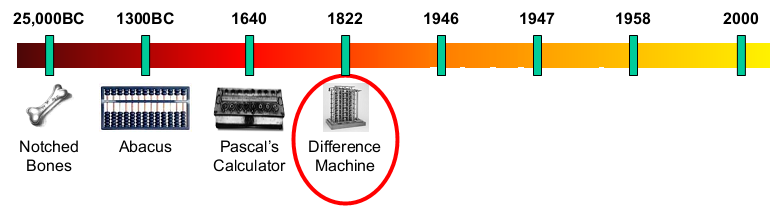 25,000BC 1300BC 1640 1822 1946 1947 1958 2000
Notched Abacus Pascal's Difference
Bones Calculator Machine